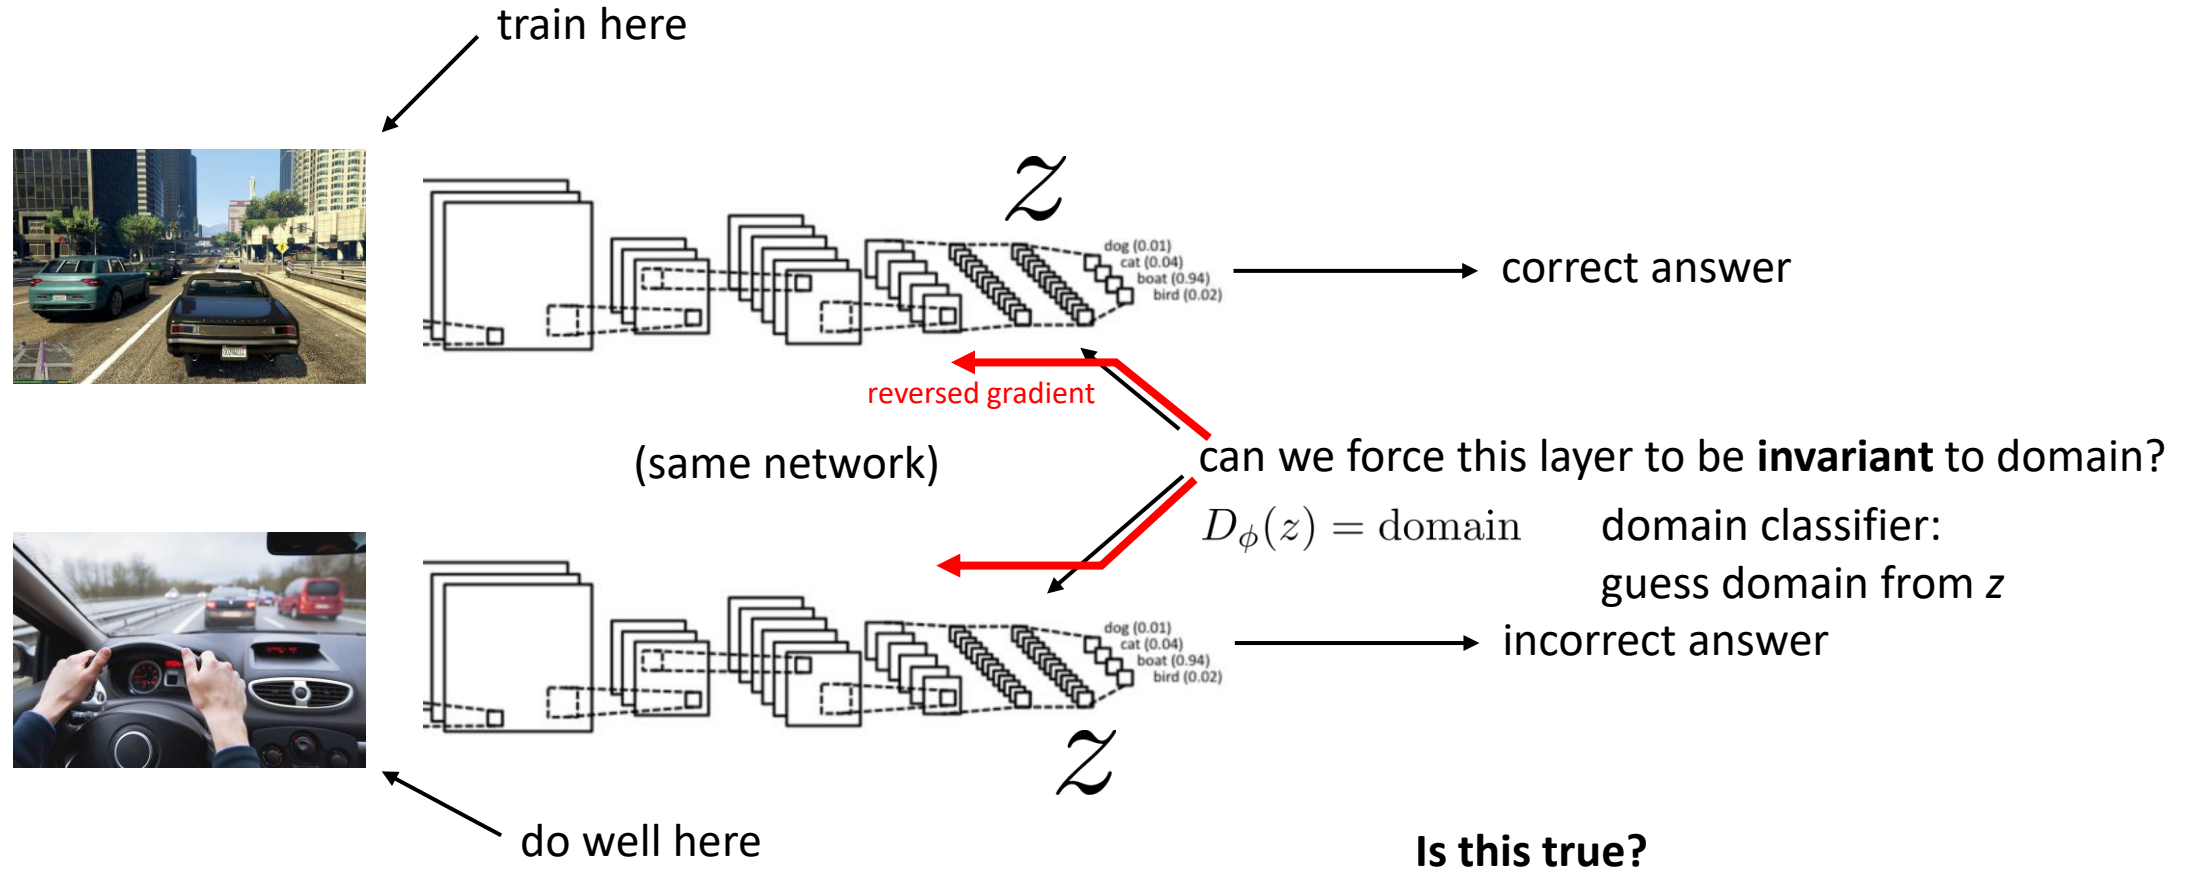 train here
z
dog (0.01)
cat (0.04)
boat (0.94)
bird (0.02)
correct answer
reversed gradient
(same network)
can we force this layer to be invariant to domain?
D_ϕ(z) = domain
domain classifier:
guess domain from z
dog (0.01)
cat (0.04)
boat (0.94)
bird (0.02)
incorrect answer
z
do well here
Is this true?